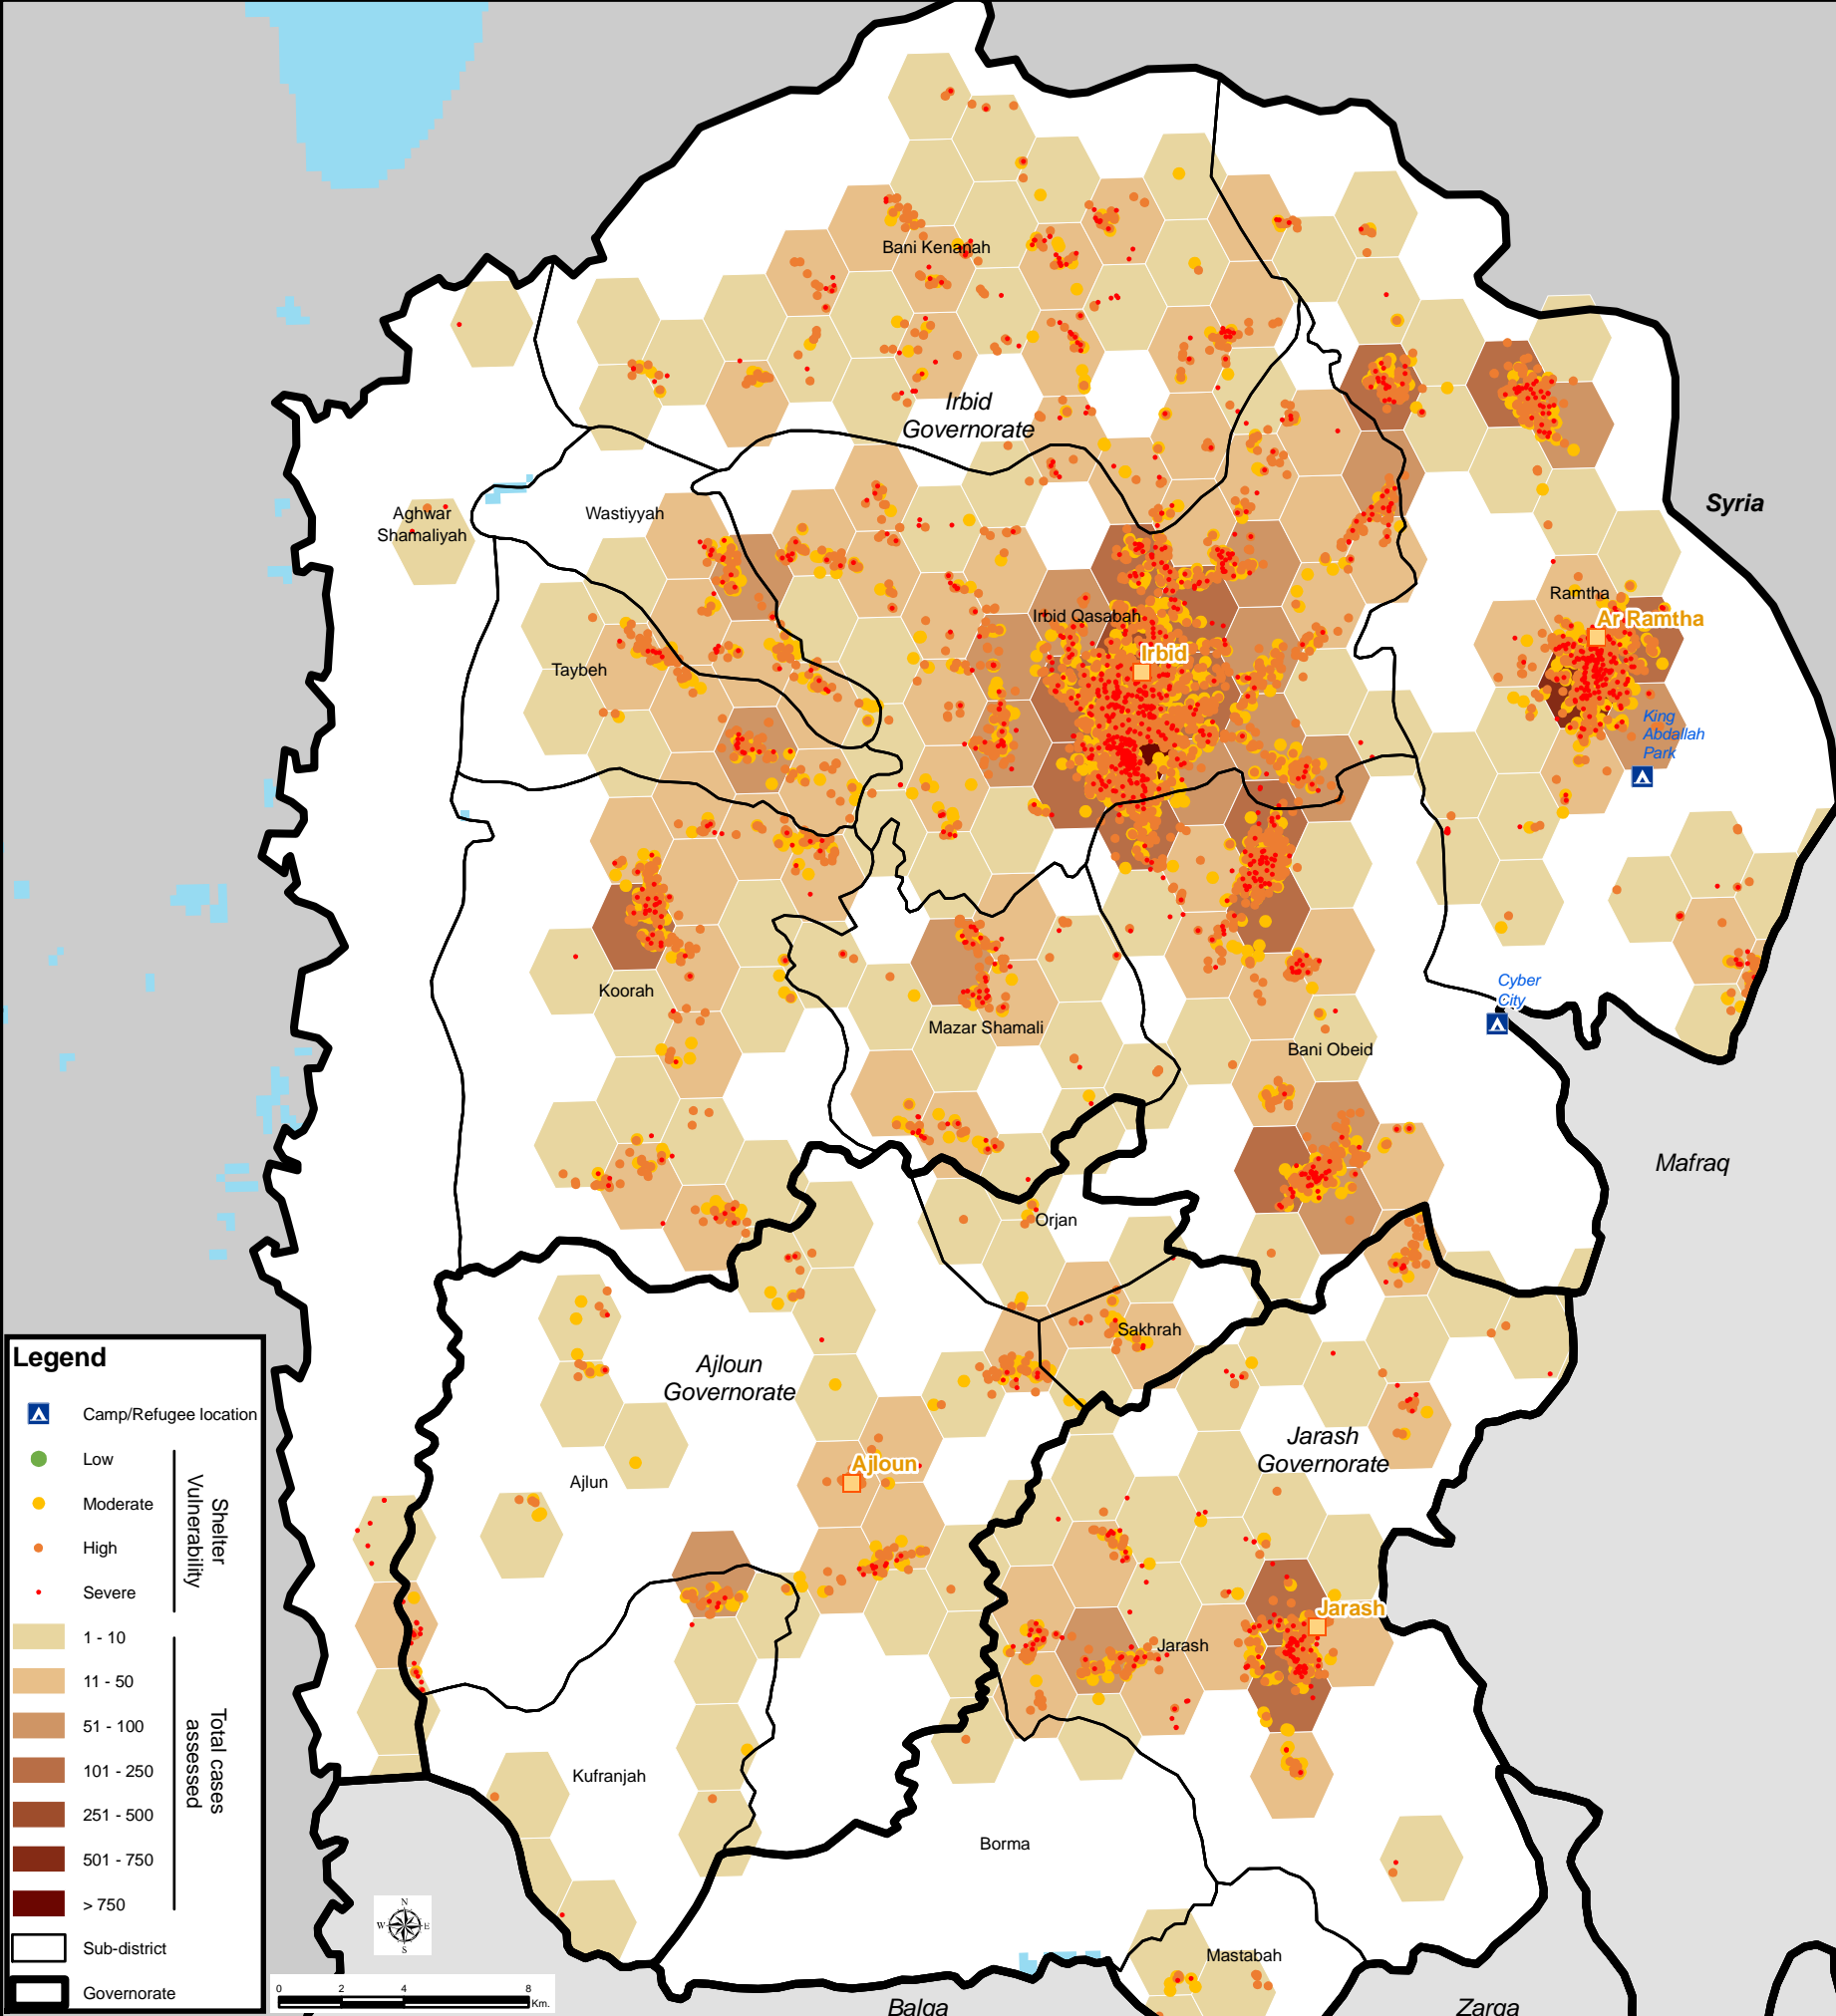 Bani Kenanah
Irbid
Governorate
Syria
Aghwar
Shamaliyah
Wastiyyah
Ramtha
Ar Ramtha
Irbid Qasabah
Irbid
Taybeh
King
Abdallah
Park
Koorah
Cyber
City
Mazar Shamali
Bani Obeid
Mafraq
Orjan
Sakhrah
Ajloun
Governorate
Jarash
Governorate
Ajloun
Ajlun
Jarash
Jarash
Kufranjah
Borma
Mastabah
Balqa
Zarqa
Legend
Camp/Refugee location
Low
Moderate
High
Severe
Shelter
Vulnerability
1 - 10
11 - 50
51 - 100
101 - 250
251 - 500
501 - 750
> 750
Total cases
assessed
Sub-district
Governorate
N
W E
S
0 2 4 8
Km.